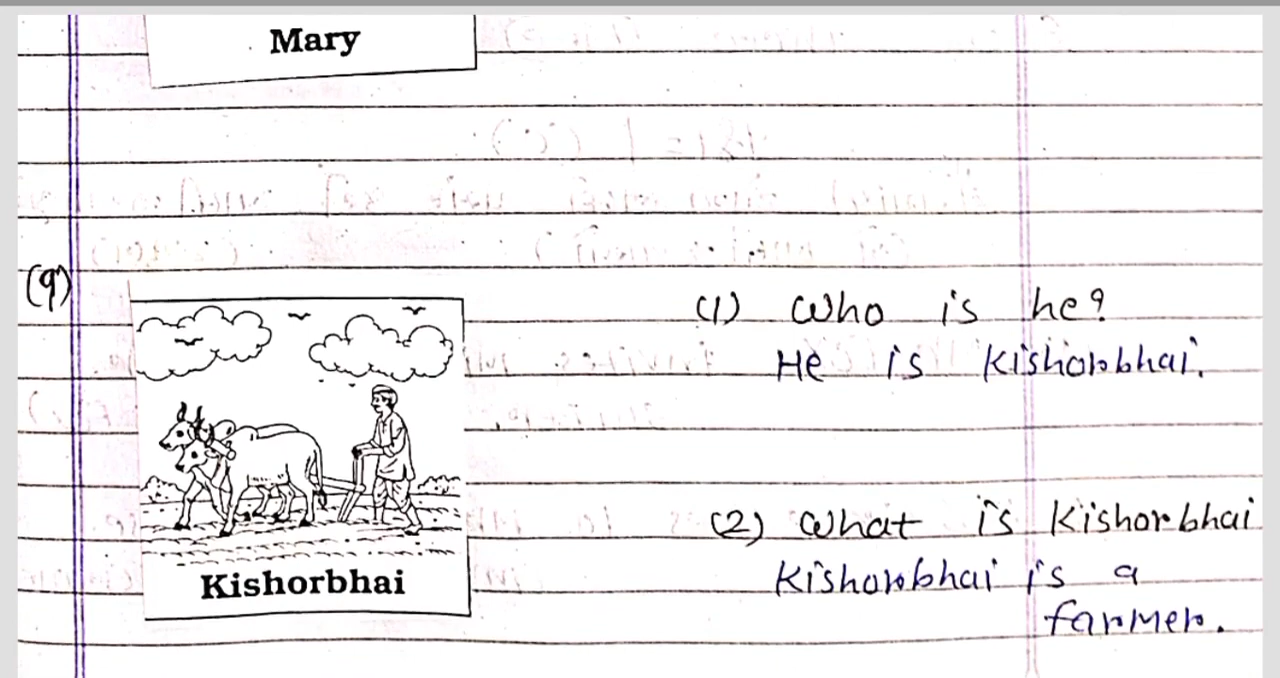 Mary
(9)
(1) Who is he?
He is Kishorbhai.
(2) What is Kishorbhai
Kishorbhai is a
farmer.
Kishorbhai